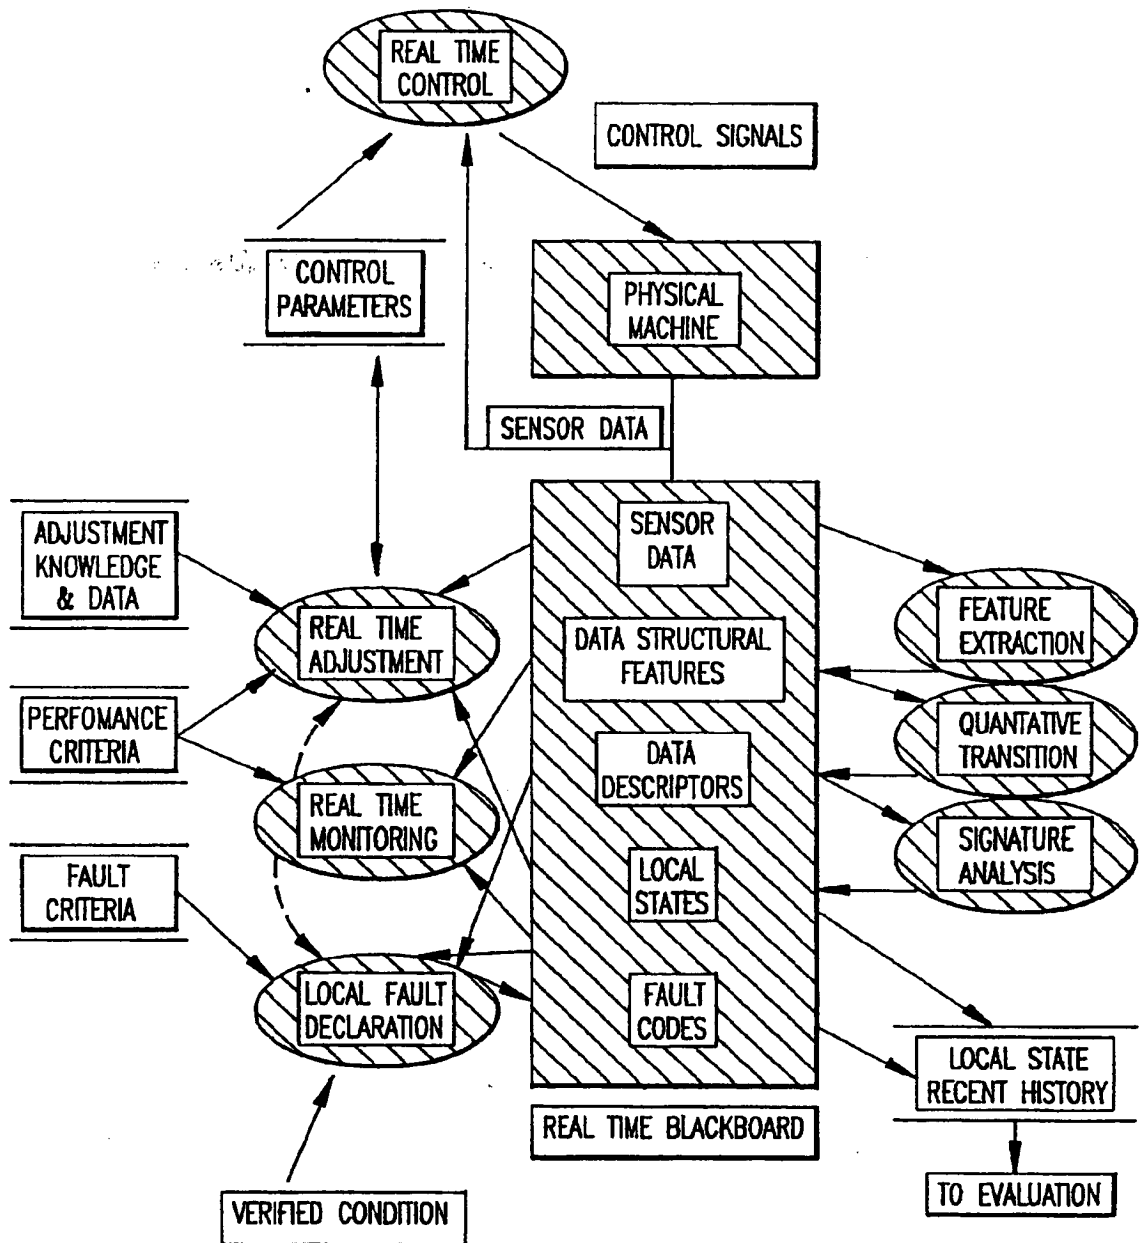 REAL TIME
CONTROL
CONTROL SIGNALS
CONTROL
PARAMETERS
PHYSICAL
MACHINE
SENSOR DATA
ADJUSTMENT
KNOWLEDGE
& DATA
SENSOR
DATA
REAL TIME
ADJUSTMENT
DATA STRUCTURAL
FEATURES
FEATURE
EXTRACTION
PERFOMANCE
CRITERIA
DATA
DESCRIPTORS
QUANTATIVE
TRANSITION
REAL TIME
MONITORING
SIGNATURE
ANALYSIS
FAULT
CRITERIA
LOCAL
STATES
LOCAL FAULT
DECLARATION
FAULT
CODES
LOCAL STATE
RECENT HISTORY
REAL TIME BLACKBOARD
TO EVALUATION
VERIFIED CONDITION